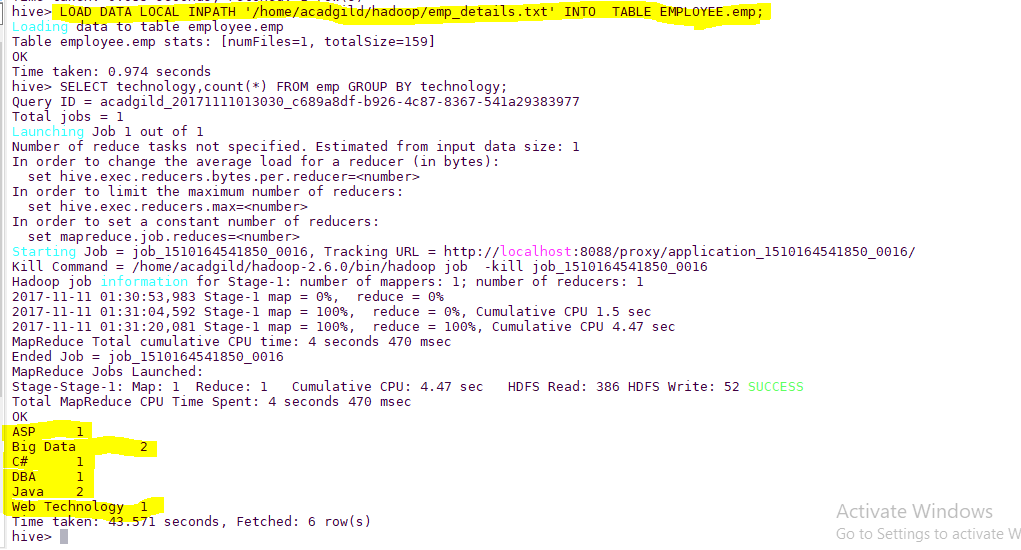 hive> LOAD DATA LOCAL INPATH '/home/acadgild/hadoop/emp_details.txt' INTO  TABLE EMPLOYEE.emp;
Loading data to table employee.emp
Table employee.emp stats: [numFiles=1, totalSize=159]
OK
Time taken: 0.974 seconds
hive> SELECT technology,count(*) FROM emp GROUP BY technology;
Query ID = acadgild_20171111013030_c689a8df-b926-4c87-8367-541a29383977
Total jobs = 1
Launching Job 1 out of 1
Number of reduce tasks not specified. Estimated from input data size: 1
In order to change the average load for a reducer (in bytes):
  set hive.exec.reducers.bytes.per.reducer=<number>
In order to limit the maximum number of reducers:
  set hive.exec.reducers.max=<number>
In order to set a constant number of reducers:
  set mapreduce.job.reduces=<number>
Starting Job = job_1510164541850_0016, Tracking URL = http://localhost:8088/proxy/application_1510164541850_0016/
Kill Command = /home/acadgild/hadoop-2.6.0/bin/hadoop job  -kill job_1510164541850_0016
Hadoop job information for Stage-1: number of mappers: 1; number of reducers: 1
2017-11-11 01:30:53,983 Stage-1 map = 0%,  reduce = 0%
2017-11-11 01:31:04,592 Stage-1 map = 100%,  reduce = 0%, Cumulative CPU 1.5 sec
2017-11-11 01:31:20,081 Stage-1 map = 100%,  reduce = 100%, Cumulative CPU 4.47 sec
MapReduce Total cumulative CPU time: 4 seconds 470 msec
Ended Job = job_1510164541850_0016
MapReduce Jobs Launched:
Stage-Stage-1: Map: 1  Reduce: 1   Cumulative CPU: 4.47 sec   HDFS Read: 386 HDFS Write: 52 SUCCESS
Total MapReduce CPU Time Spent: 4 seconds 470 msec
OK
ASP     1
Big Data        2
C#      1
DBA     1
Java    2
Web Technology  1
Time taken: 43.571 seconds, Fetched: 6 row(s)
hive>
Activate Windows
Go to Settings to activate W